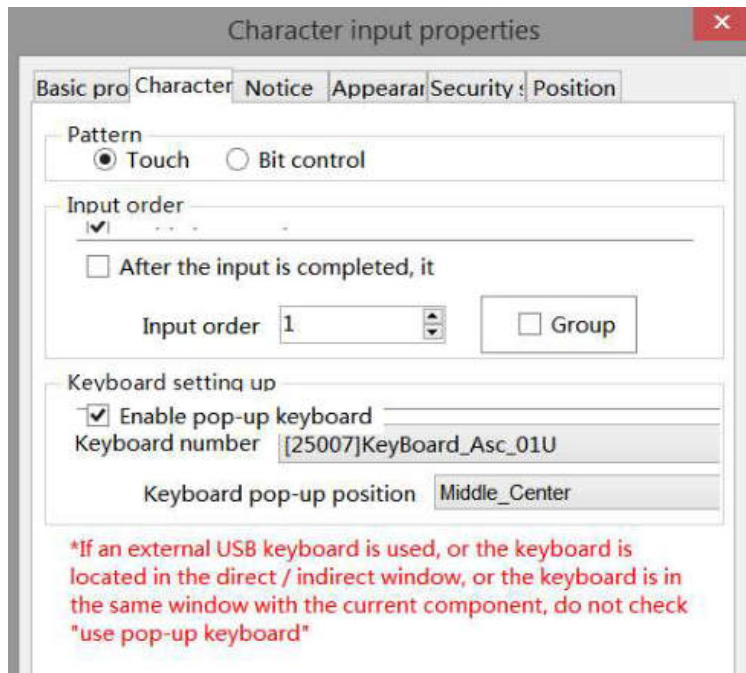 Character input properties
Basic pro Character Notice Appearar Security s Position
Pattern
Touch Bit control
Input order
After the input is completed, it
Input order 1 Group
Keyboard setting up
Enable pop-up keyboard
Keyboard number [25007]KeyBoard_Asc_01U
Keyboard pop-up position Middle_Center
*If an external USB keyboard is used, or the keyboard is
located in the direct / indirect window, or the keyboard is in
the same window with the current component, do not check
"use pop-up keyboard"